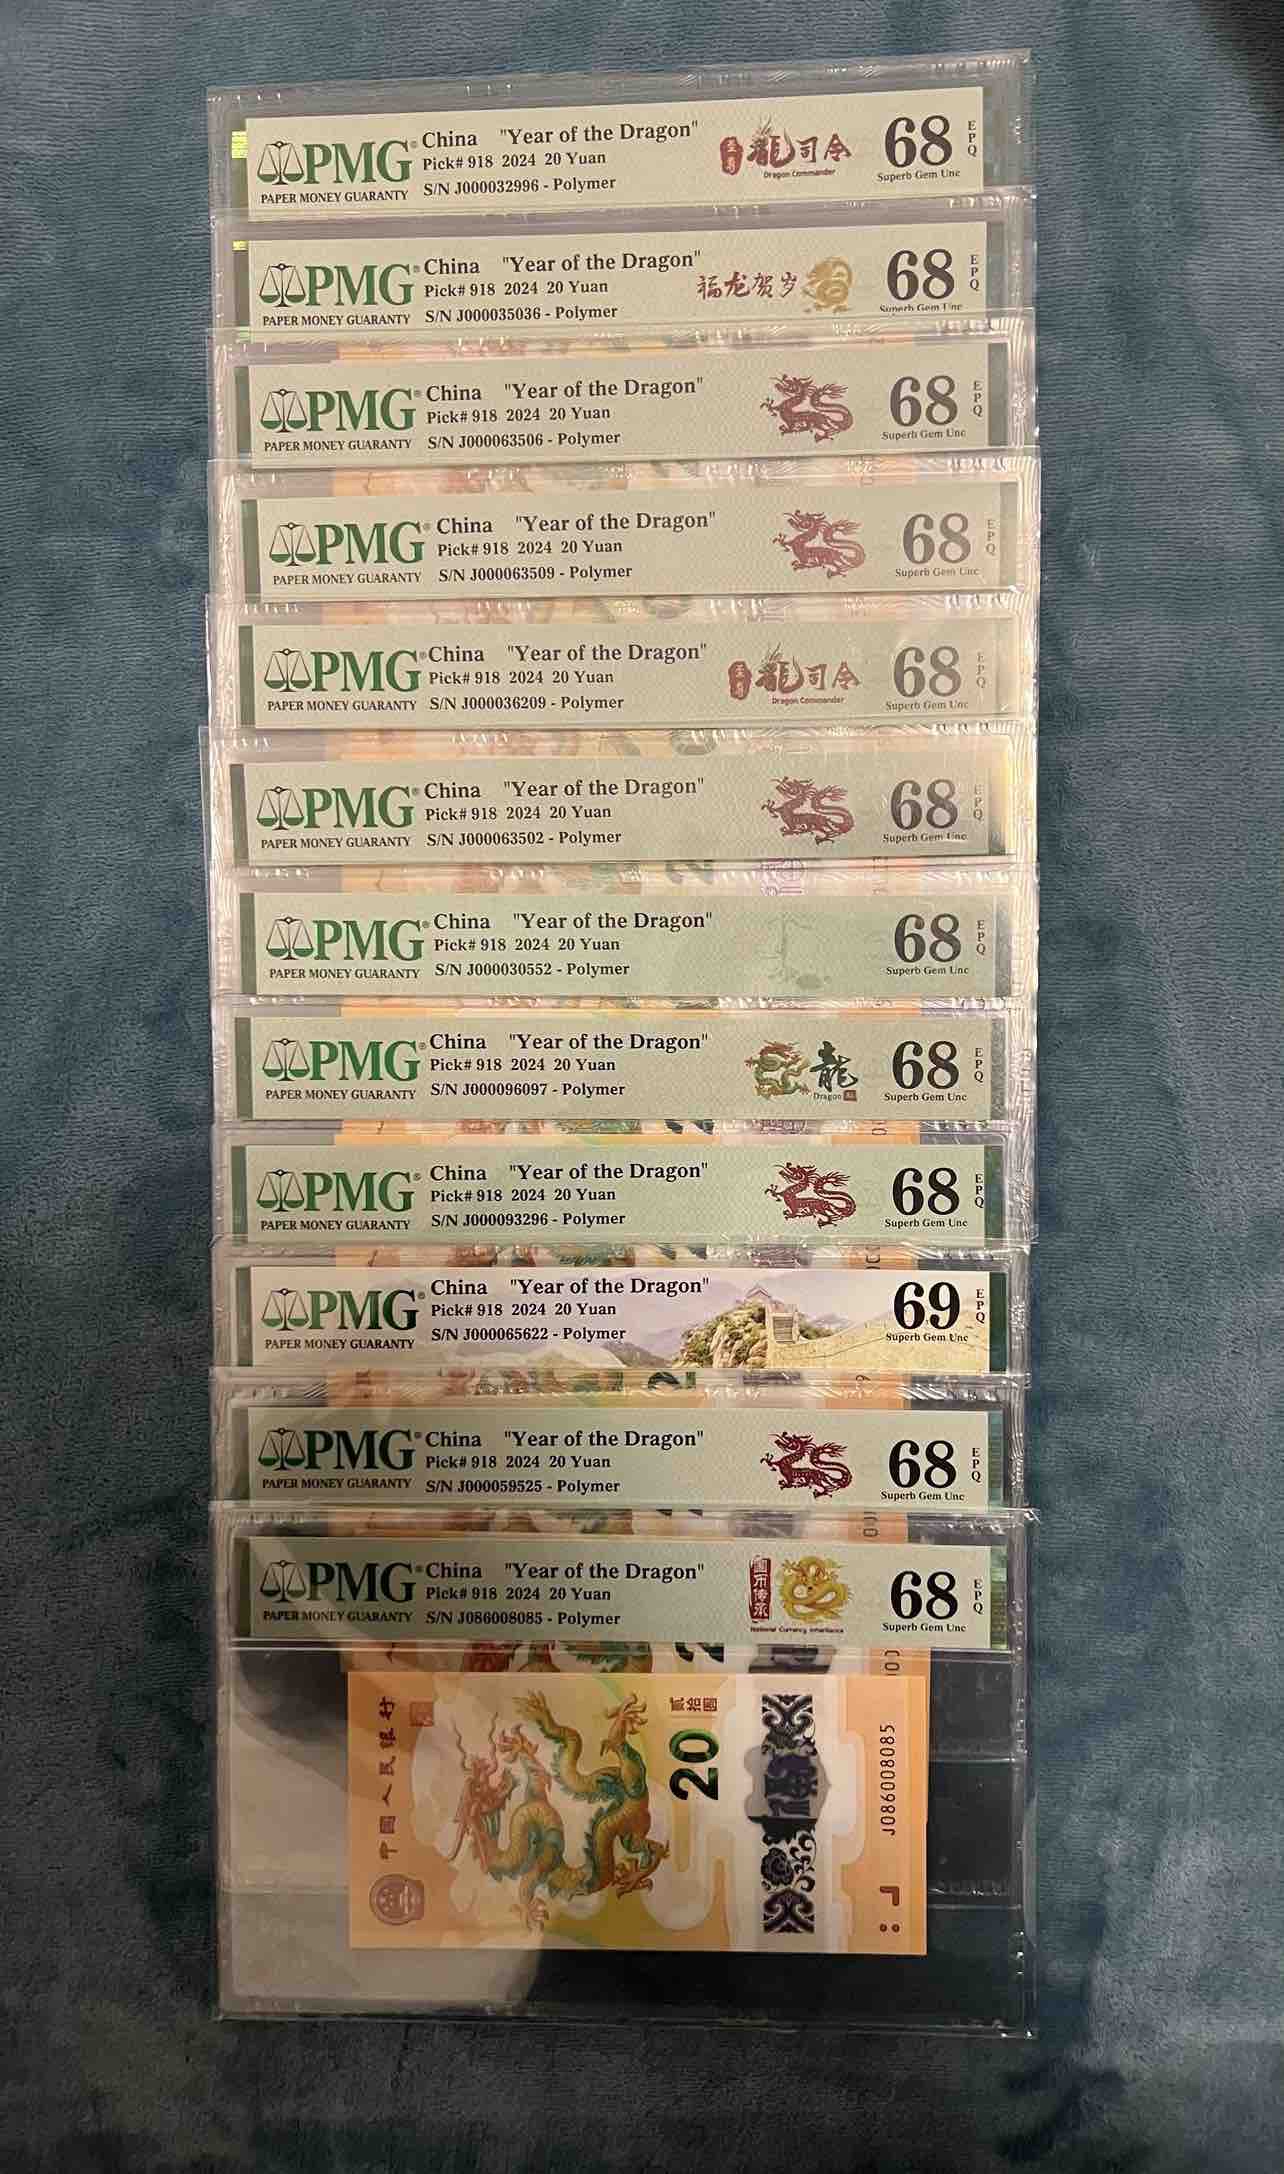 PMG® China "Year of the Dragon" 至尊 龍司令 68 EPQ
Pick# 918 2024 20 Yuan Dragon Commander Superb Gem Unc
PAPER MONEY GUARANTY S/N J000032996 - Polymer
PMG® China "Year of the Dragon" 福龙贺岁 68 EPQ
Pick# 918 2024 20 Yuan
PAPER MONEY GUARANTY S/N J000035036 - Polymer Superb Gem Unc
PMG® China "Year of the Dragon" 68 EPQ
Pick# 918 2024 20 Yuan
PAPER MONEY GUARANTY S/N J000063506 - Polymer Superb Gem Unc
PMG® China "Year of the Dragon" 68 EPQ
Pick# 918 2024 20 Yuan
PAPER MONEY GUARANTY S/N J000063509 - Polymer Superb Gem Unc
PMG® China "Year of the Dragon" 至尊 龍司令 68 EPQ
Pick# 918 2024 20 Yuan
PAPER MONEY GUARANTY S/N J000036209 - Polymer Dragon Commander Superb Gem Unc
PMG® China "Year of the Dragon" 68 EPQ
Pick# 918 2024 20 Yuan
PAPER MONEY GUARANTY S/N J000063502 - Polymer Superb Gem Unc
PMG® China "Year of the Dragon" 68 EPQ
Pick# 918 2024 20 Yuan
PAPER MONEY GUARANTY S/N J000030552 - Polymer Superb Gem Unc
PMG® China "Year of the Dragon" 龍 68 EPQ
Pick# 918 2024 20 Yuan
PAPER MONEY GUARANTY S/N J000096097 - Polymer Dragon Superb Gem Unc
PMG® China "Year of the Dragon" 68 EPQ
Pick# 918 2024 20 Yuan
PAPER MONEY GUARANTY S/N J000093296 - Polymer Superb Gem Unc
PMG® China "Year of the Dragon" 69 EPQ
Pick# 918 2024 20 Yuan
PAPER MONEY GUARANTY S/N J000065622 - Polymer Superb Gem Unc
PMG® China "Year of the Dragon" 68 EPQ
Pick# 918 2024 20 Yuan
PAPER MONEY GUARANTY S/N J000059525 - Polymer Superb Gem Unc
PMG® China "Year of the Dragon" 國币传承 68 EPQ
Pick# 918 2024 20 Yuan
PAPER MONEY GUARANTY S/N J086008085 - Polymer National Currency Inheritance Superb Gem Unc
中國人民銀行
贰拾圆
20
J086008085